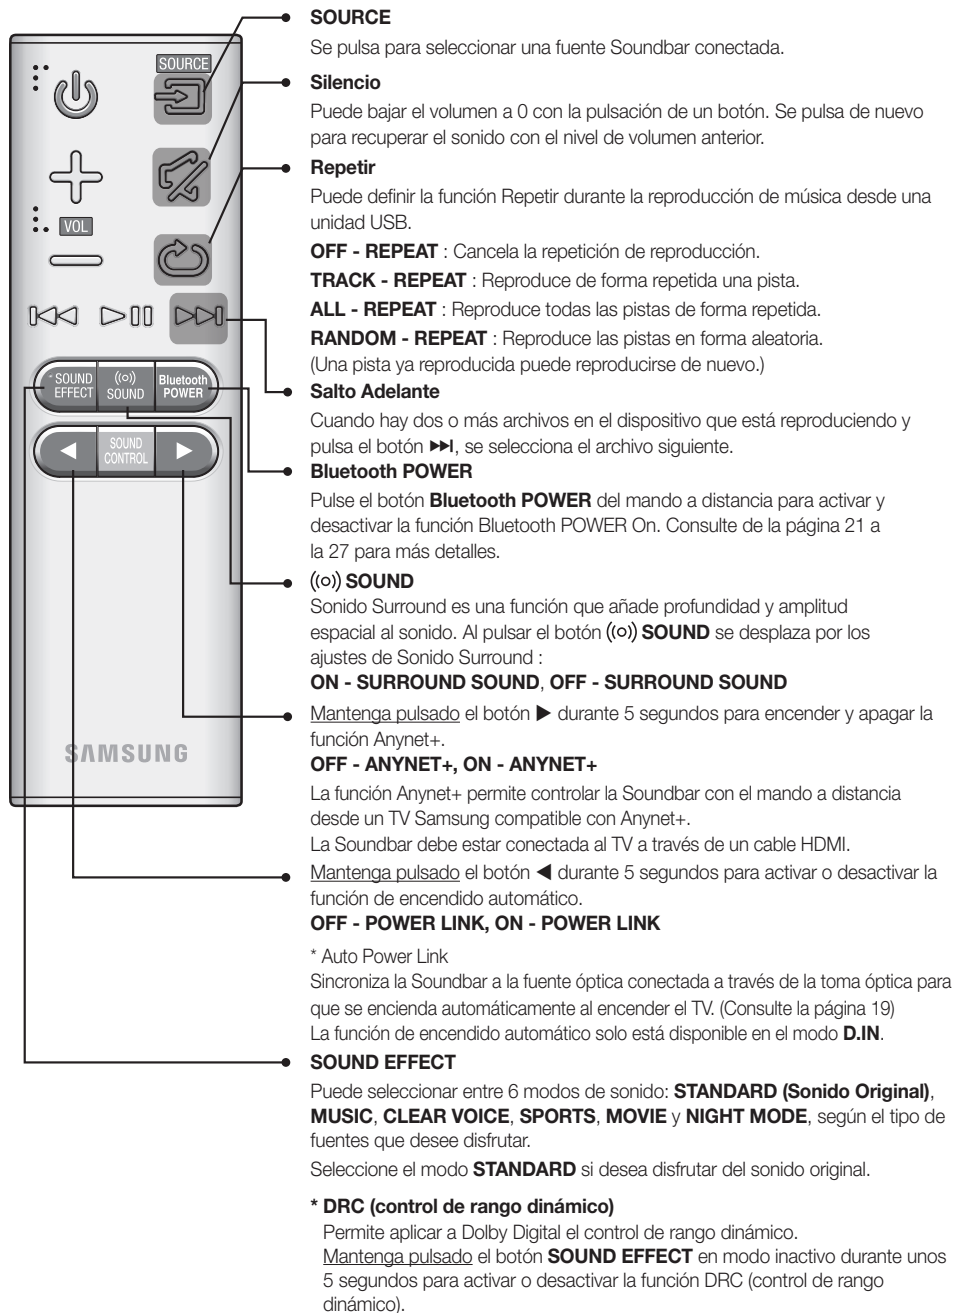 SOURCE
VOL
* SOUND EFFECT
((o)) SOUND
Bluetooth POWER
SOUND CONTROL
SAMSUNG
SOURCE
Se pulsa para seleccionar una fuente Soundbar conectada.
Silencio
Puede bajar el volumen a 0 con la pulsación de un botón. Se pulsa de nuevo
para recuperar el sonido con el nivel de volumen anterior.
Repetir
Puede definir la función Repetir durante la reproducción de música desde una
unidad USB.
OFF - REPEAT : Cancela la repetición de reproducción.
TRACK - REPEAT : Reproduce de forma repetida una pista.
ALL - REPEAT : Reproduce todas las pistas de forma repetida.
RANDOM - REPEAT : Reproduce las pistas en forma aleatoria.
(Una pista ya reproducida puede reproducirse de nuevo.)
Salto Adelante
Cuando hay dos o más archivos en el dispositivo que está reproduciendo y
pulsa el botón ▶▶I, se selecciona el archivo siguiente.
Bluetooth POWER
Pulse el botón Bluetooth POWER del mando a distancia para activar y
desactivar la función Bluetooth POWER On. Consulte de la página 21 a
la 27 para más detalles.
((o)) SOUND
Sonido Surround es una función que añade profundidad y amplitud
espacial al sonido. Al pulsar el botón ((o)) SOUND se desplaza por los
ajustes de Sonido Surround :
ON - SURROUND SOUND, OFF - SURROUND SOUND
Mantenga pulsado el botón ▶ durante 5 segundos para encender y apagar la
función Anynet+.
OFF - ANYNET+, ON - ANYNET+
La función Anynet+ permite controlar la Soundbar con el mando a distancia
desde un TV Samsung compatible con Anynet+.
La Soundbar debe estar conectada al TV a través de un cable HDMI.
Mantenga pulsado el botón ◀ durante 5 segundos para activar o desactivar la
función de encendido automático.
OFF - POWER LINK, ON - POWER LINK
* Auto Power Link
Sincroniza la Soundbar a la fuente óptica conectada a través de la toma óptica para
que se encienda automáticamente al encender el TV. (Consulte la página 19)
La función de encendido automático solo está disponible en el modo D.IN.
SOUND EFFECT
Puede seleccionar entre 6 modos de sonido: STANDARD (Sonido Original),
MUSIC, CLEAR VOICE, SPORTS, MOVIE y NIGHT MODE, según el tipo de
fuentes que desee disfrutar.
Seleccione el modo STANDARD si desea disfrutar del sonido original.
* DRC (control de rango dinámico)
Permite aplicar a Dolby Digital el control de rango dinámico.
Mantenga pulsado el botón SOUND EFFECT en modo inactivo durante unos
5 segundos para activar o desactivar la función DRC (control de rango
dinámico).